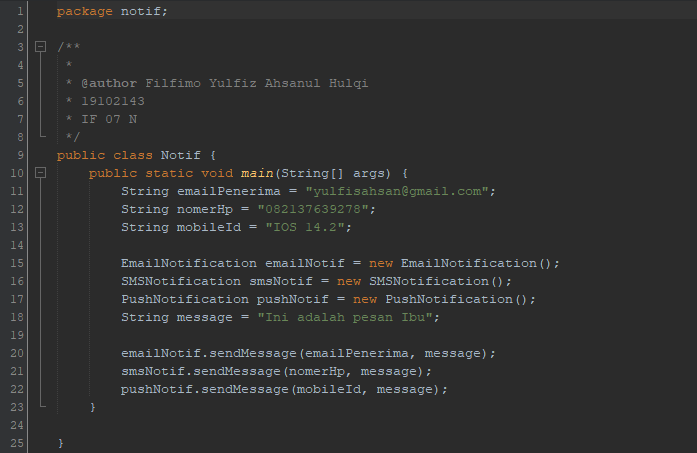 1 package notif;
2
3 /**
4 *
5 * @author Filfimo Yulfiz Ahsanul Hulqi
6 * 19102143
7 * IF 07 N
8 */
9 public class Notif {
10 public static void main(String[] args) {
11 String emailPenerima = "yulfisahsan@gmail.com";
12 String nomerHp = "082137639278";
13 String mobileId = "IOS 14.2";
14
15 EmailNotification emailNotif = new EmailNotification();
16 SMSNotification smsNotif = new SMSNotification();
17 PushNotification pushNotif = new PushNotification();
18 String message = "Ini adalah pesan Ibu";
19
20 emailNotif.sendMessage(emailPenerima, message);
21 smsNotif.sendMessage(nomerHp, message);
22 pushNotif.sendMessage(mobileId, message);
23 }
24
25 }